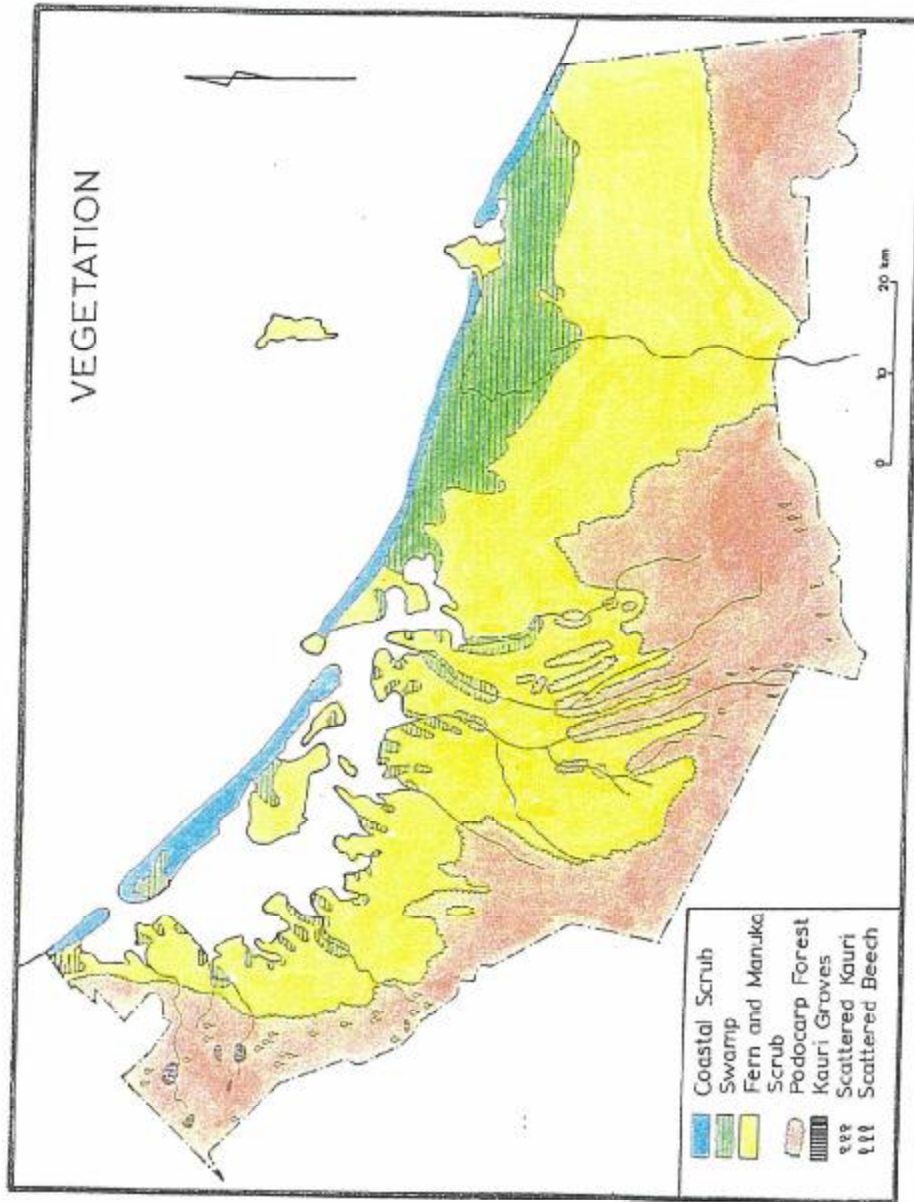 VEGETATION
0 10 20 km
Coastal Scrub
Swamp
Fern and Manuka
Scrub
Podocarp Forest
Kauri Groves
Scattered Kauri
Scattered Beech